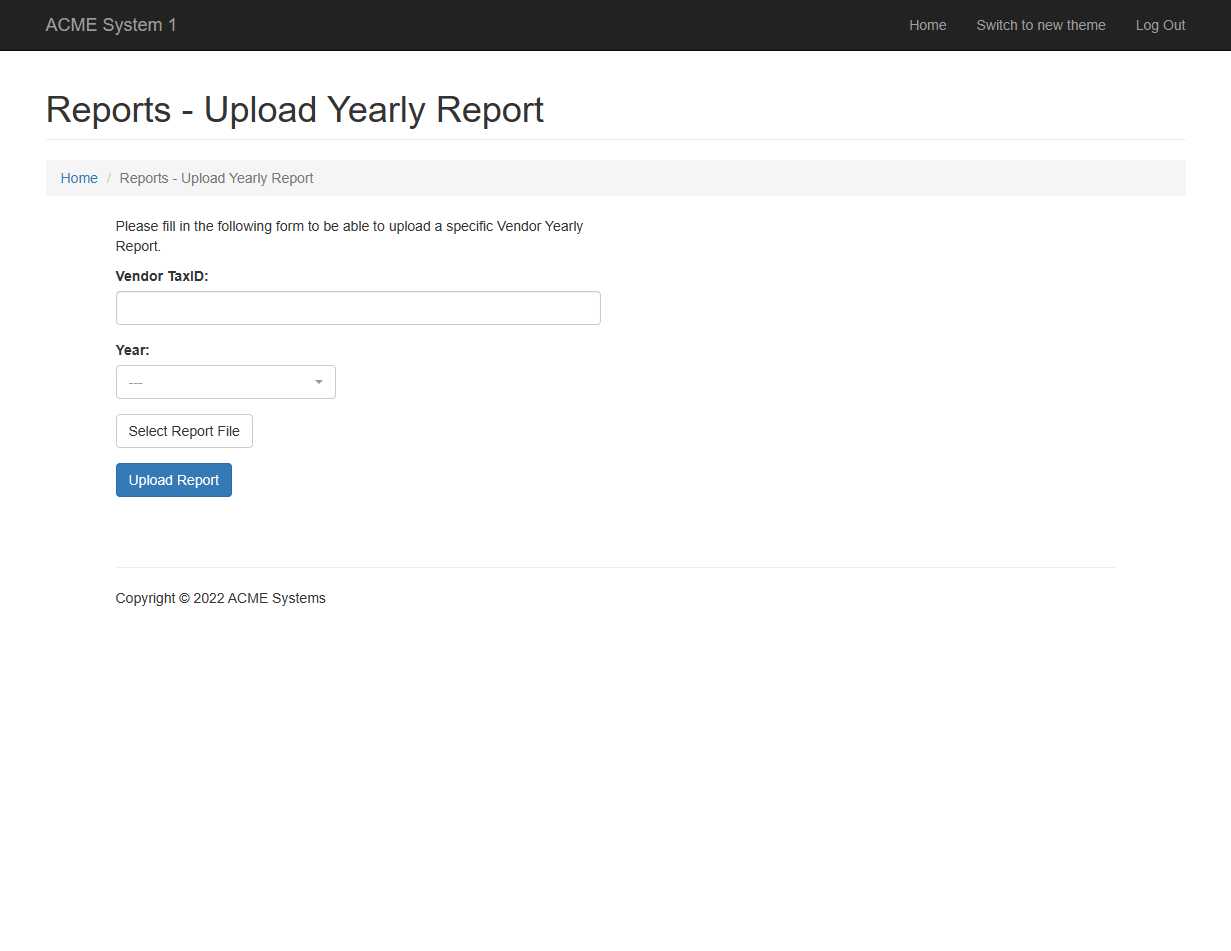 ACME System 1
Home
Switch to new theme
Log Out
Reports - Upload Yearly Report
Home / Reports - Upload Yearly Report
Please fill in the following form to be able to upload a specific Vendor Yearly
Report.
Vendor TaxID:
Year:
---
Select Report File
Upload Report
Copyright © 2022 ACME Systems